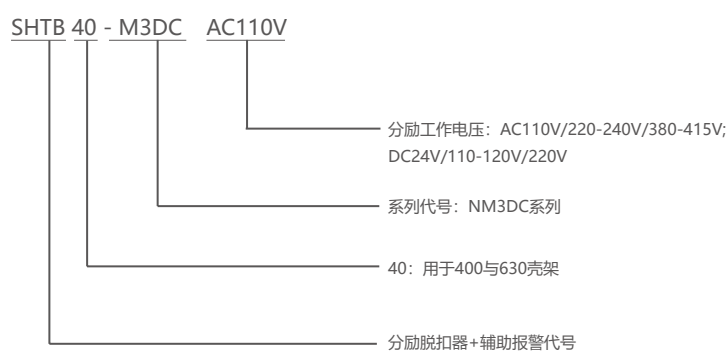 SHTB 40 - M3DC AC110V
分励工作电压：AC110V/220-240V/380-415V;
DC24V/110-120V/220V
系列代号：NM3DC系列
40：用于400与630壳架
分励脱扣器+辅助报警代号